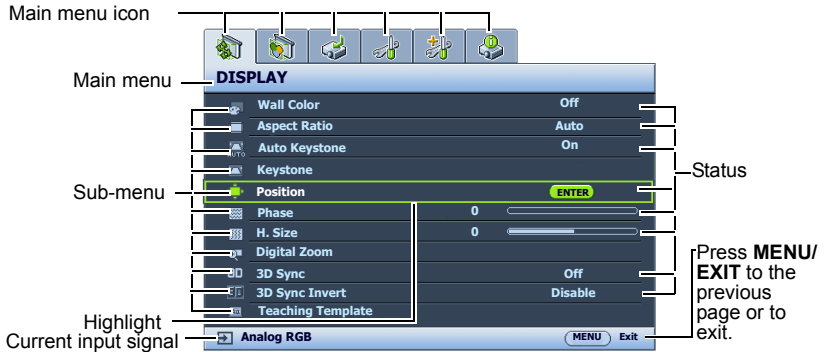 Main menu icon
Main menu
DISPLAY
Wall Color Off
Aspect Ratio Auto
AUTO Auto Keystone On
Keystone
Status
Sub-menu
Position ENTER
Phase 0
H. Size 0
Digital Zoom
3D 3D Sync Off
3D Sync Invert Disable
Teaching Template
Press MENU/
EXIT to the
previous
page or to
exit.
Highlight
Current input signal
Analog RGB MENU Exit